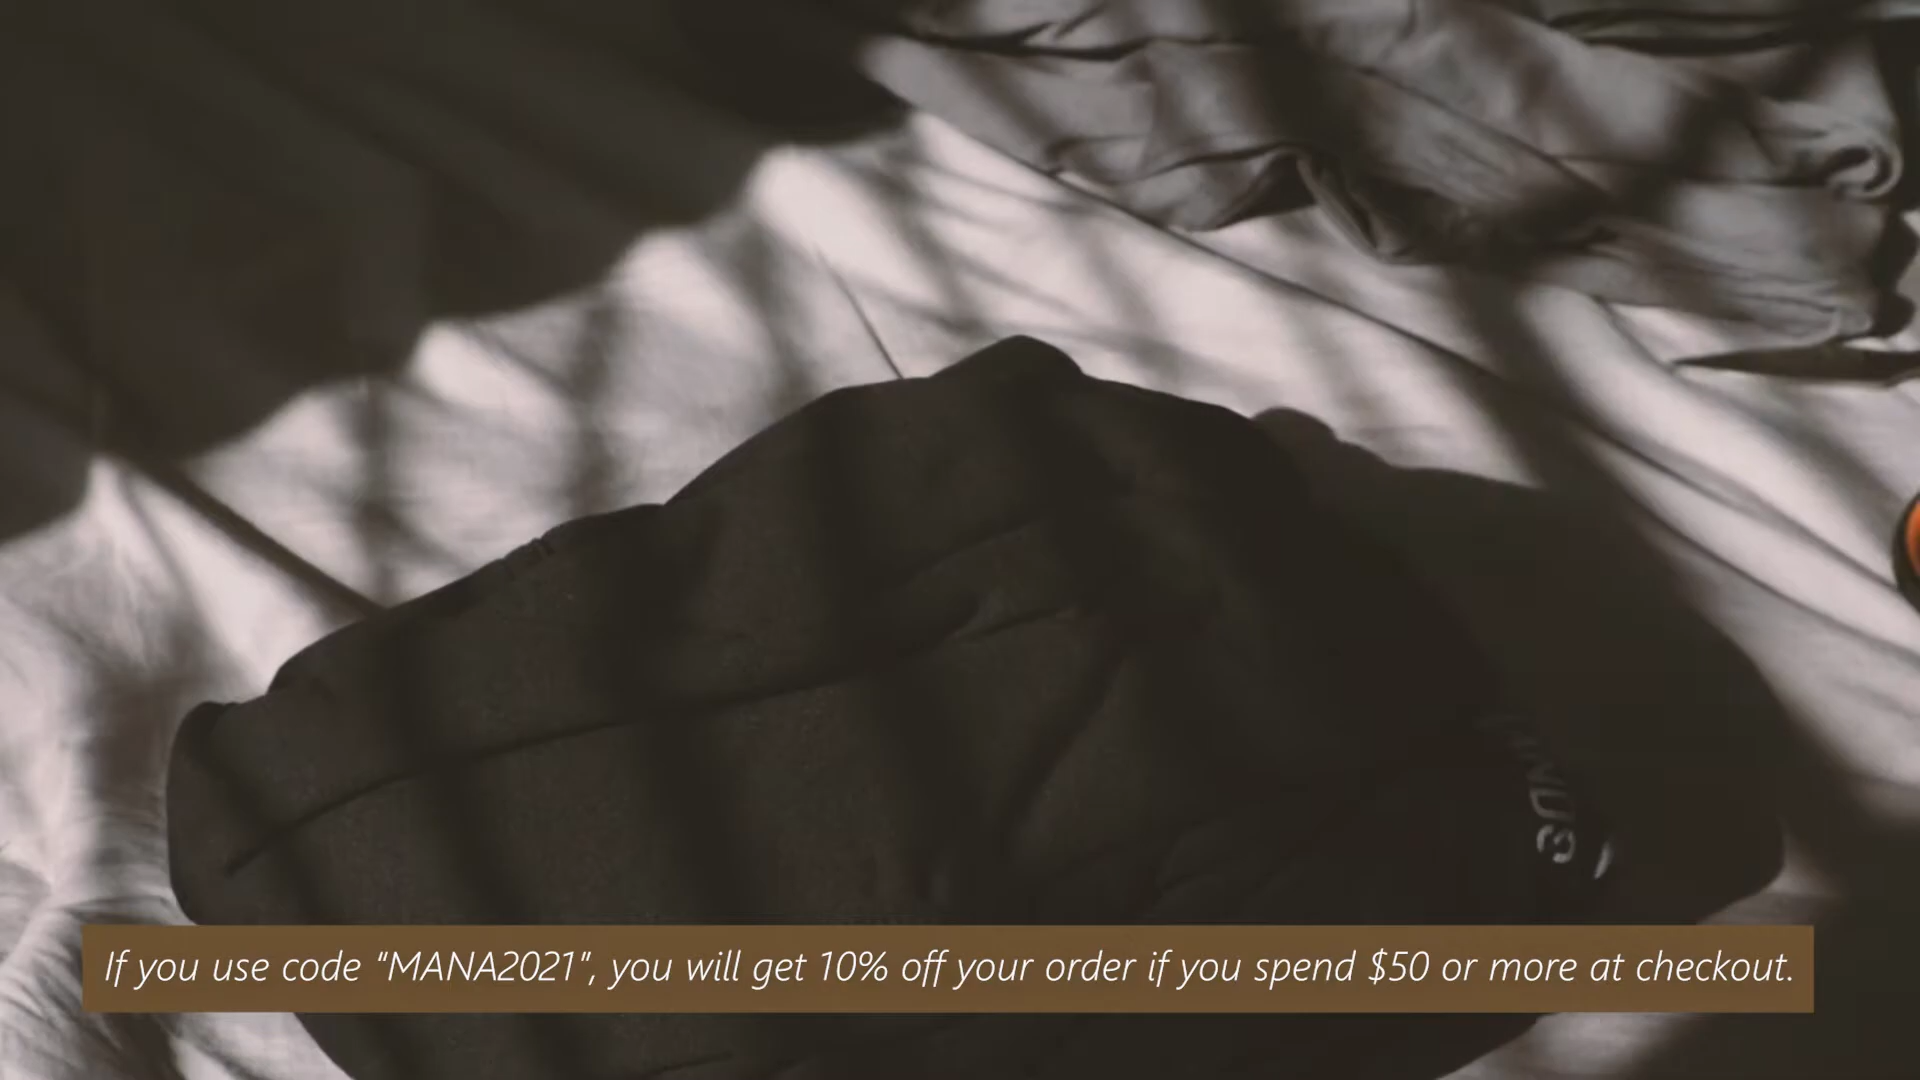 If you use code "MANA2021", you will get 10% off your order if you spend $50 or more at checkout.